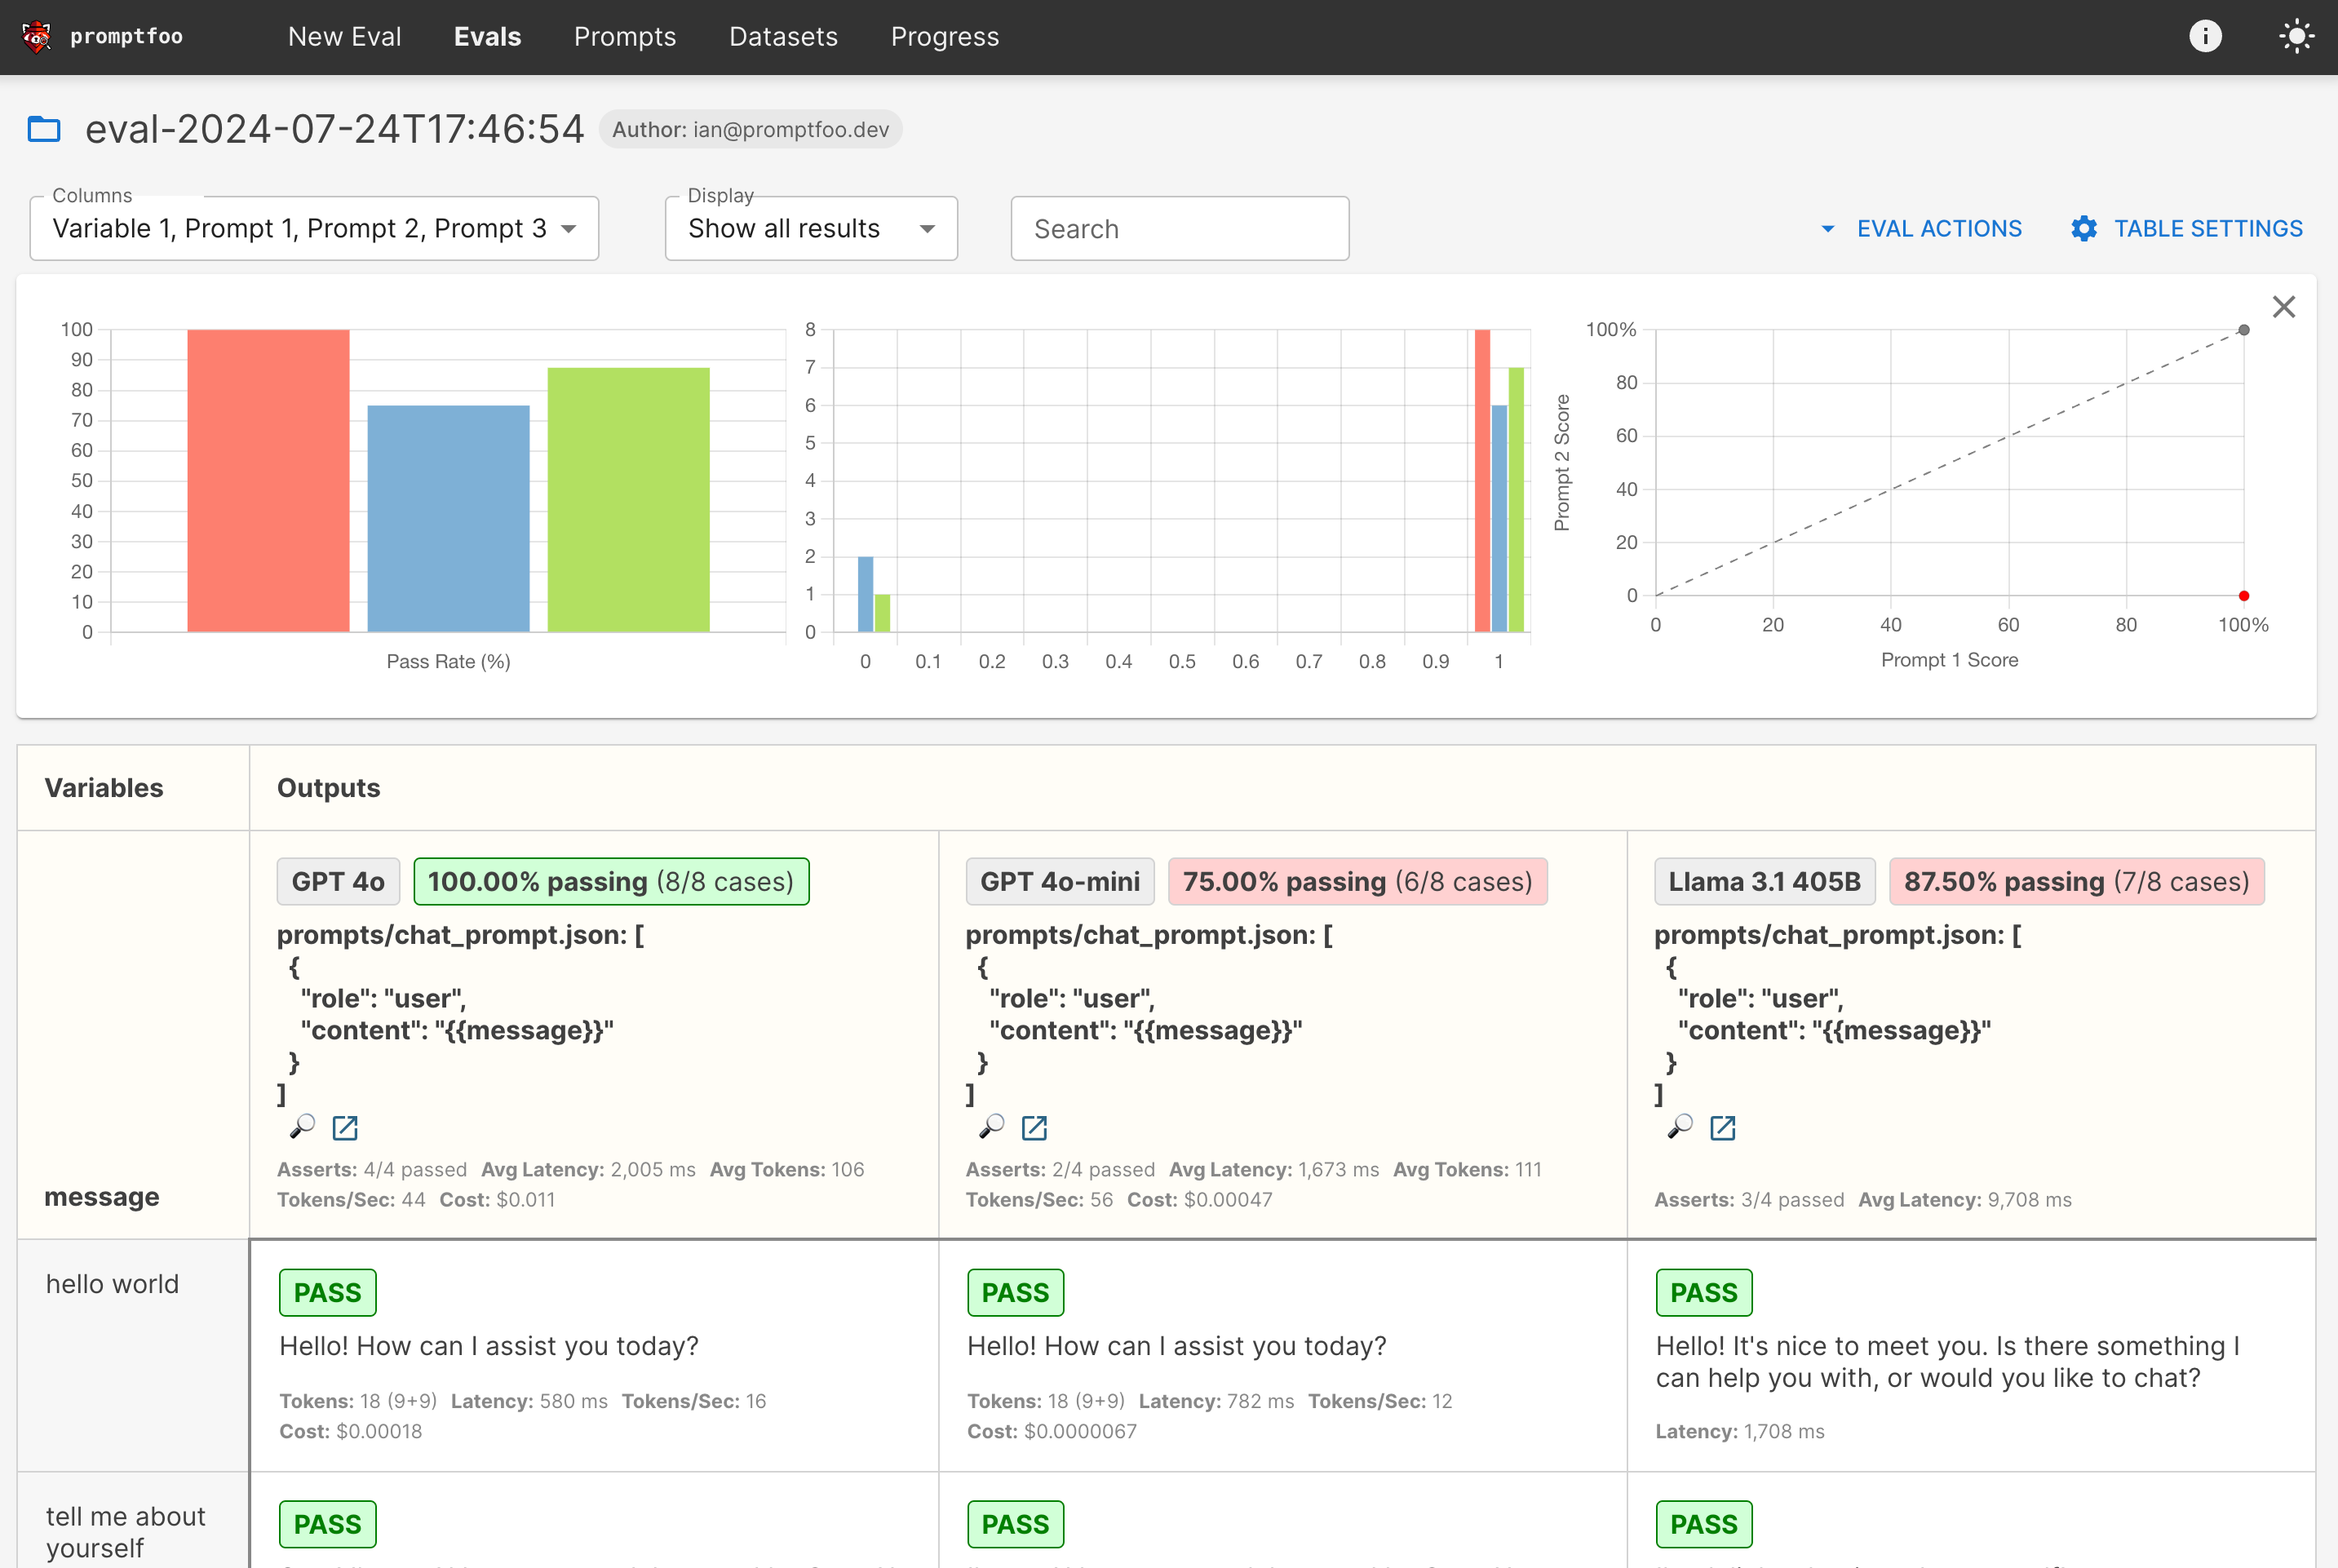 promptfoo
New Eval
Evals
Prompts
Datasets
Progress
eval-2024-07-24T17:46:54
Author: ian@promptfoo.dev
Columns
Variable 1, Prompt 1, Prompt 2, Prompt 3
Display
Show all results
Search
EVAL ACTIONS
TABLE SETTINGS
100
90
80
70
60
50
40
30
20
10
0
Pass Rate (%)
8
7
6
5
4
3
2
1
0
0 0.1 0.2 0.3 0.4 0.5 0.6 0.7 0.8 0.9 1
Prompt 2 Score
100%
80
60
40
20
0
0 20 40 60 80 100%
Prompt 1 Score
Variables
Outputs
message
GPT 4o 100.00% passing (8/8 cases)
prompts/chat_prompt.json: [
{
"role": "user",
"content": "{{message}}"
}
]
Asserts: 4/4 passed Avg Latency: 2,005 ms Avg Tokens: 106
Tokens/Sec: 44 Cost: $0.011
GPT 4o-mini 75.00% passing (6/8 cases)
prompts/chat_prompt.json: [
{
"role": "user",
"content": "{{message}}"
}
]
Asserts: 2/4 passed Avg Latency: 1,673 ms Avg Tokens: 111
Tokens/Sec: 56 Cost: $0.00047
Llama 3.1 405B 87.50% passing (7/8 cases)
prompts/chat_prompt.json: [
{
"role": "user",
"content": "{{message}}"
}
]
Asserts: 3/4 passed Avg Latency: 9,708 ms
hello world
PASS
Hello! How can I assist you today?
Tokens: 18 (9+9) Latency: 580 ms Tokens/Sec: 16
Cost: $0.00018
PASS
Hello! How can I assist you today?
Tokens: 18 (9+9) Latency: 782 ms Tokens/Sec: 12
Cost: $0.0000067
PASS
Hello! It's nice to meet you. Is there something I
can help you with, or would you like to chat?
Latency: 1,708 ms
tell me about
yourself
PASS
PASS
PASS